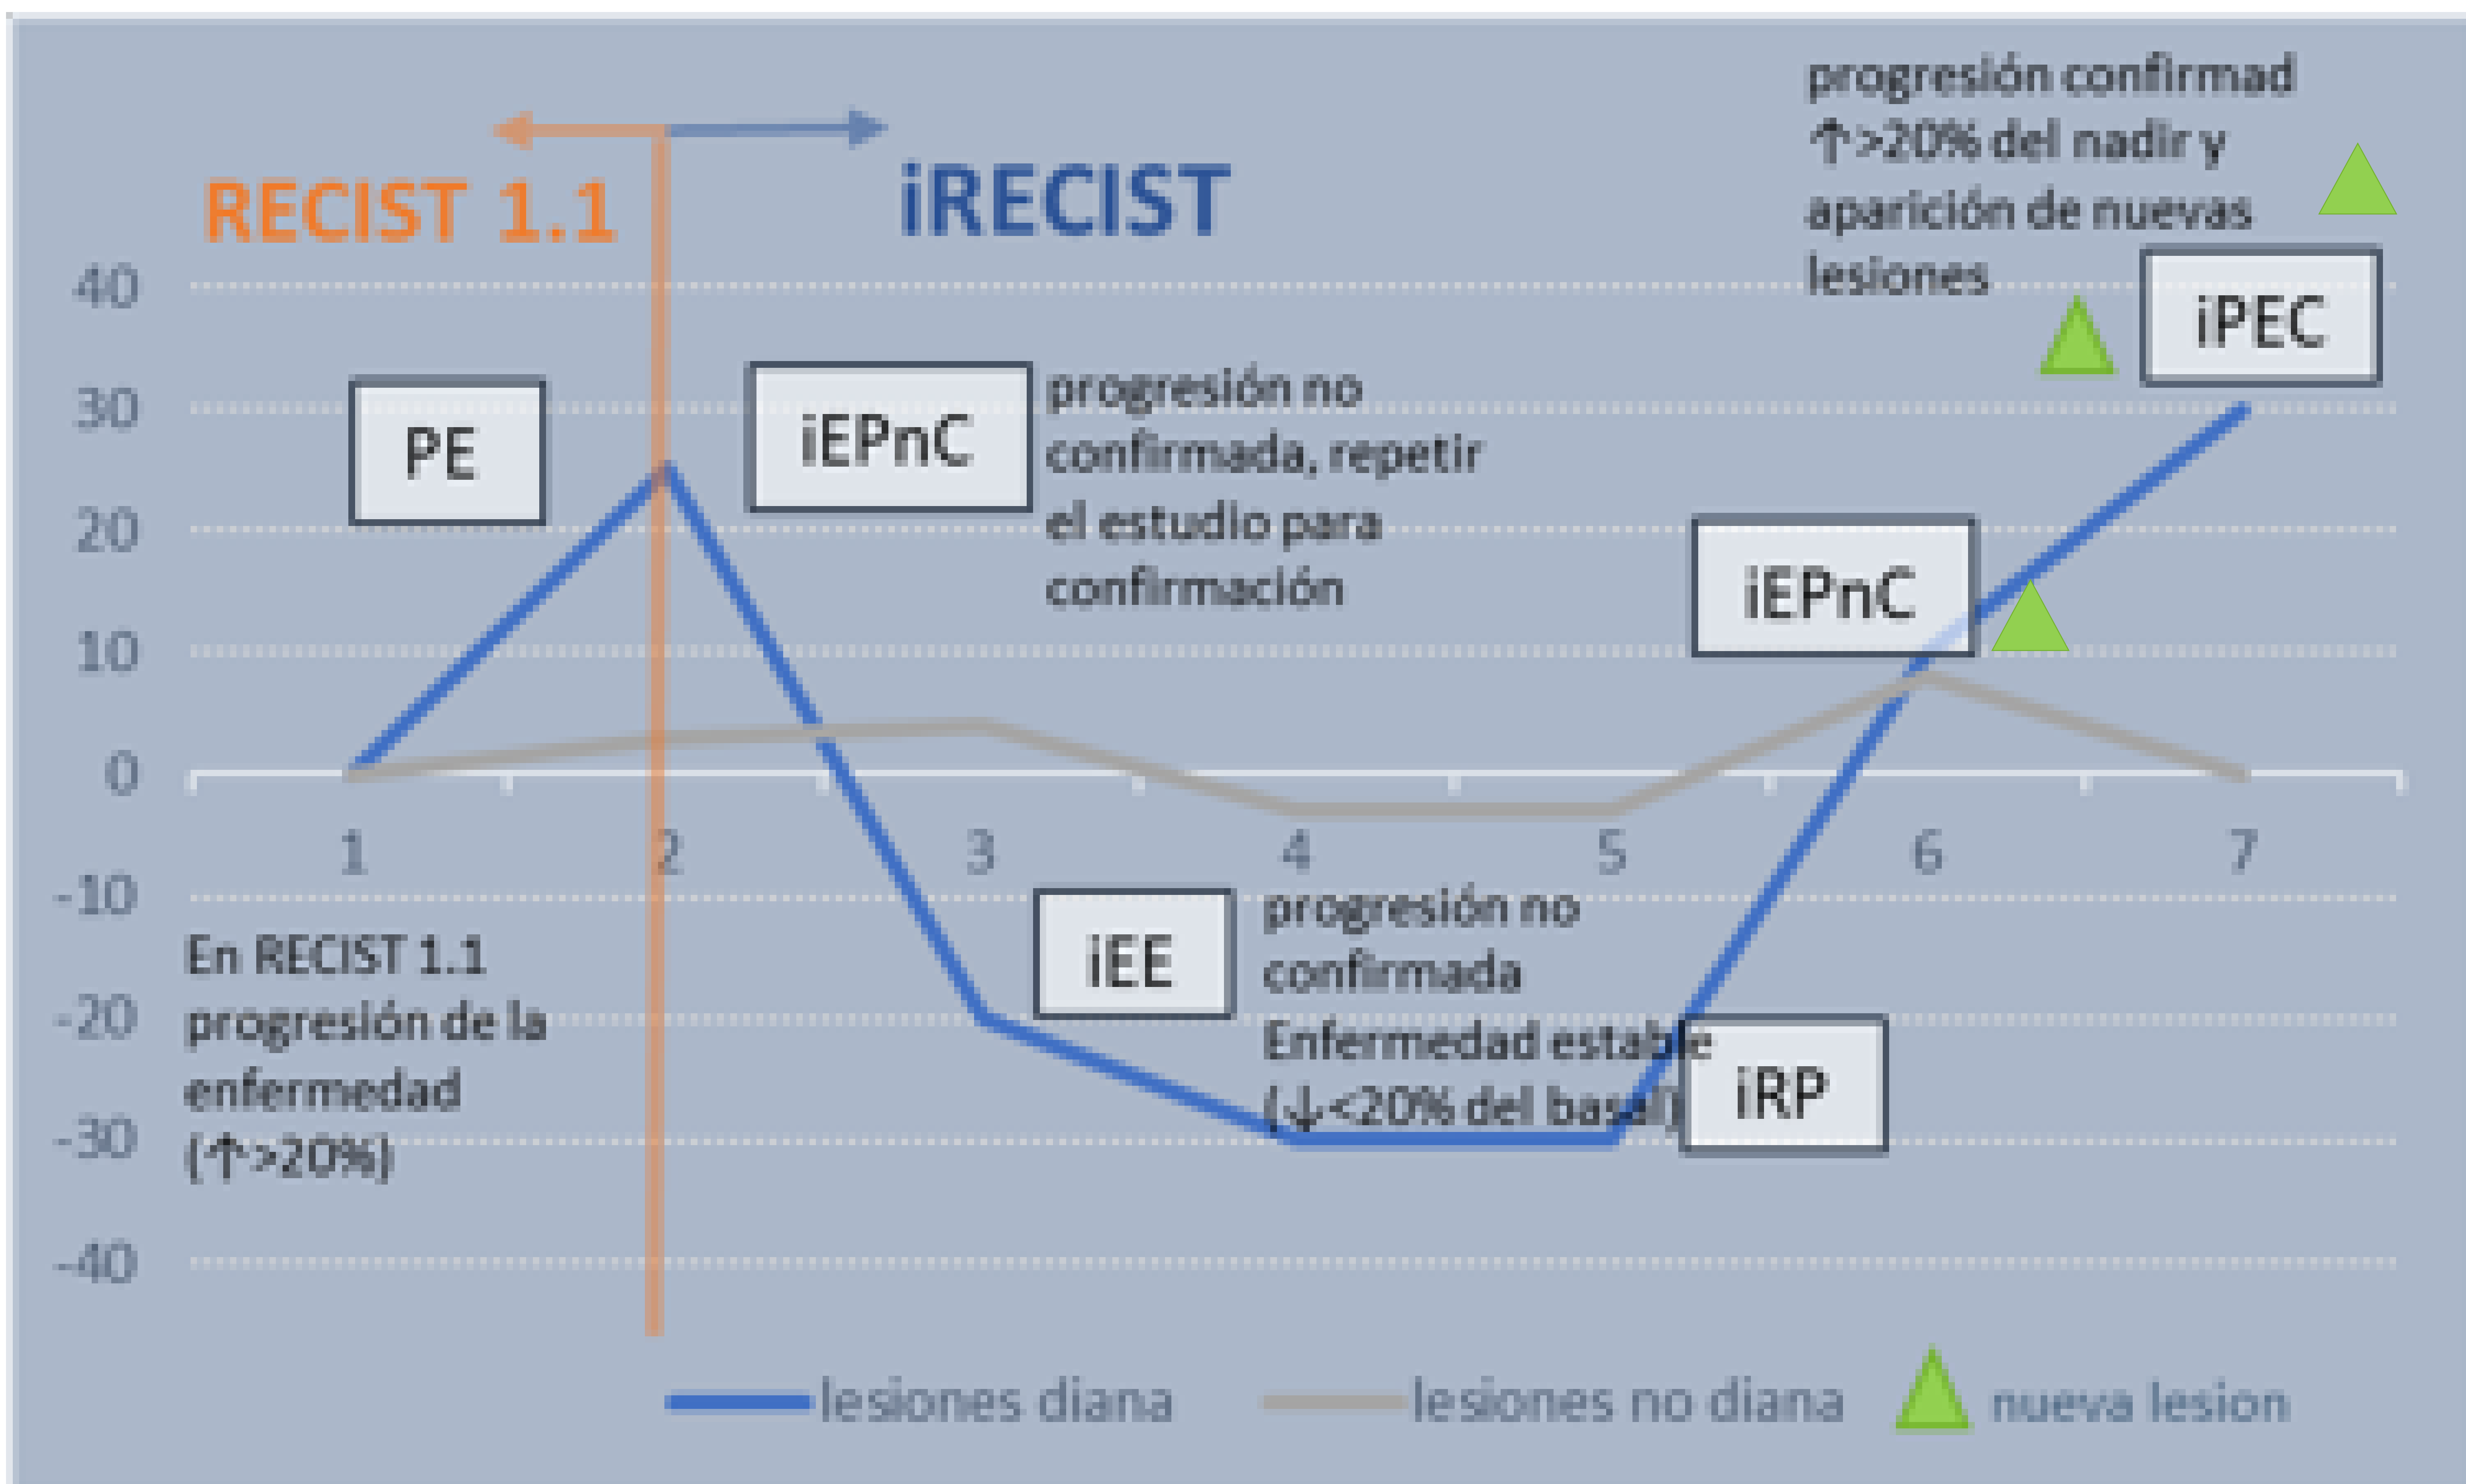 progresión confirmad
↑>20% del nadir y
aparición de nuevas
lesiones
RECIST 1.1
iRECIST
40
30
20
10
0
-10
-20
-30
-40
PE
iEPnC
progresión no
confirmada, repetir
el estudio para
confirmación
iPEC
iEPnC
1 2 3 4 5 6 7
En RECIST 1.1
progresión de la
enfermedad
(↑>20%)
iEE
progresión no
confirmada
Enfermedad estable
(↓<20% del basal)
iRP
lesiones diana lesiones no diana nueva lesion